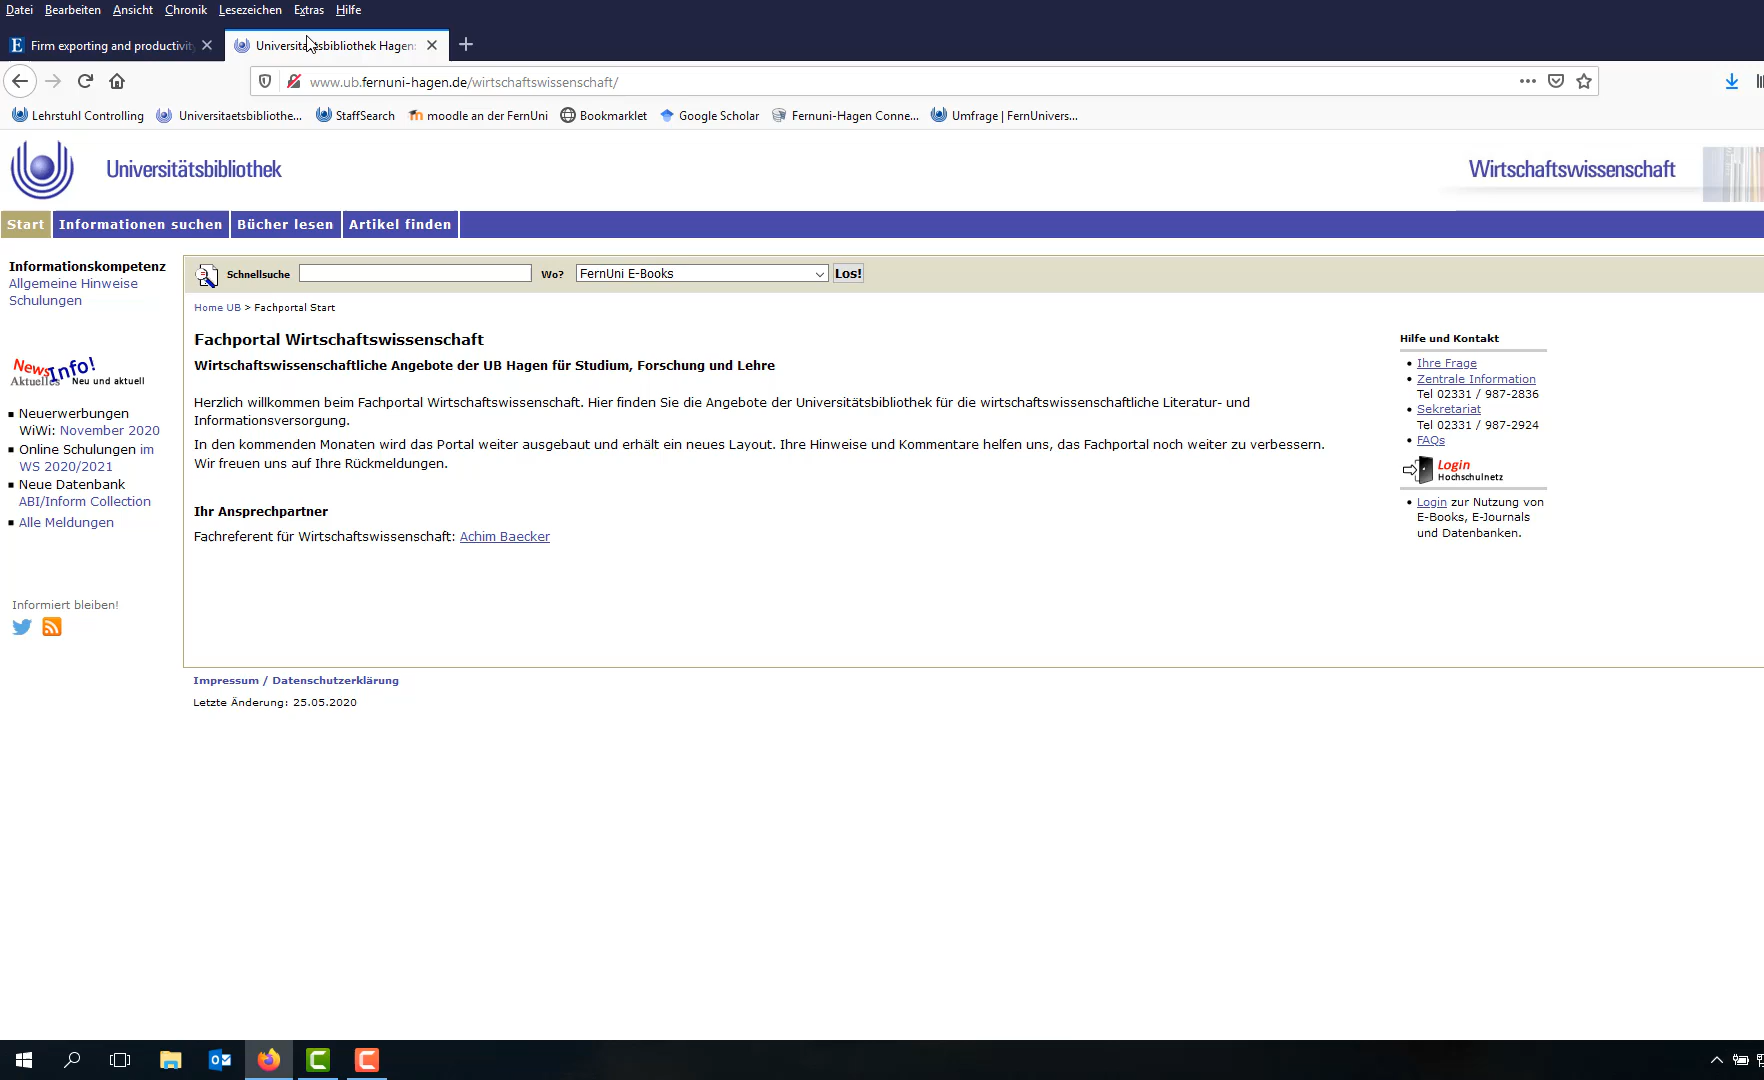 Datei Bearbeiten Ansicht Chronik Lesezeichen Extras Hilfe
Firm exporting and productivity
Universitaetsbibliothek Hagen:
www.ub.fernuni-hagen.de/wirtschaftswissenschaft/
Lehrstuhl Controlling Universitaetsbibliothe... StaffSearch moodle an der FernUni Bookmarklet Google Scholar Fernuni-Hagen Conne... Umfrage | FernUnivers...
Universitätsbibliothek
Wirtschaftswissenschaft
Start Informationen suchen Bücher lesen Artikel finden
Informationskompetenz
Allgemeine Hinweise
Schulungen
News Info!
Aktuelles Neu und aktuell
Neuerwerbungen
WiWi: November 2020
Online Schulungen im
WS 2020/2021
Neue Datenbank
ABI/Inform Collection
Alle Meldungen
Informiert bleiben!
Schnellsuche Wo? FernUni E-Books Los!
Home UB > Fachportal Start
Fachportal Wirtschaftswissenschaft
Wirtschaftswissenschaftliche Angebote der UB Hagen für Studium, Forschung und Lehre
Herzlich willkommen beim Fachportal Wirtschaftswissenschaft. Hier finden Sie die Angebote der Universitätsbibliothek für die wirtschaftswissenschaftliche Literatur- und
Informationsversorgung.
In den kommenden Monaten wird das Portal weiter ausgebaut und erhält ein neues Layout. Ihre Hinweise und Kommentare helfen uns, das Fachportal noch weiter zu verbessern.
Wir freuen uns auf Ihre Rückmeldungen.
Ihr Ansprechpartner
Fachreferent für Wirtschaftswissenschaft: Achim Baecker
Hilfe und Kontakt
Ihre Frage
Zentrale Information
Tel 02331 / 987-2836
Sekretariat
Tel 02331 / 987-2924
FAQs
Login
Hochschulnetz
Login zur Nutzung von
E-Books, E-Journals
und Datenbanken.
Impressum / Datenschutzerklärung
Letzte Änderung: 25.05.2020